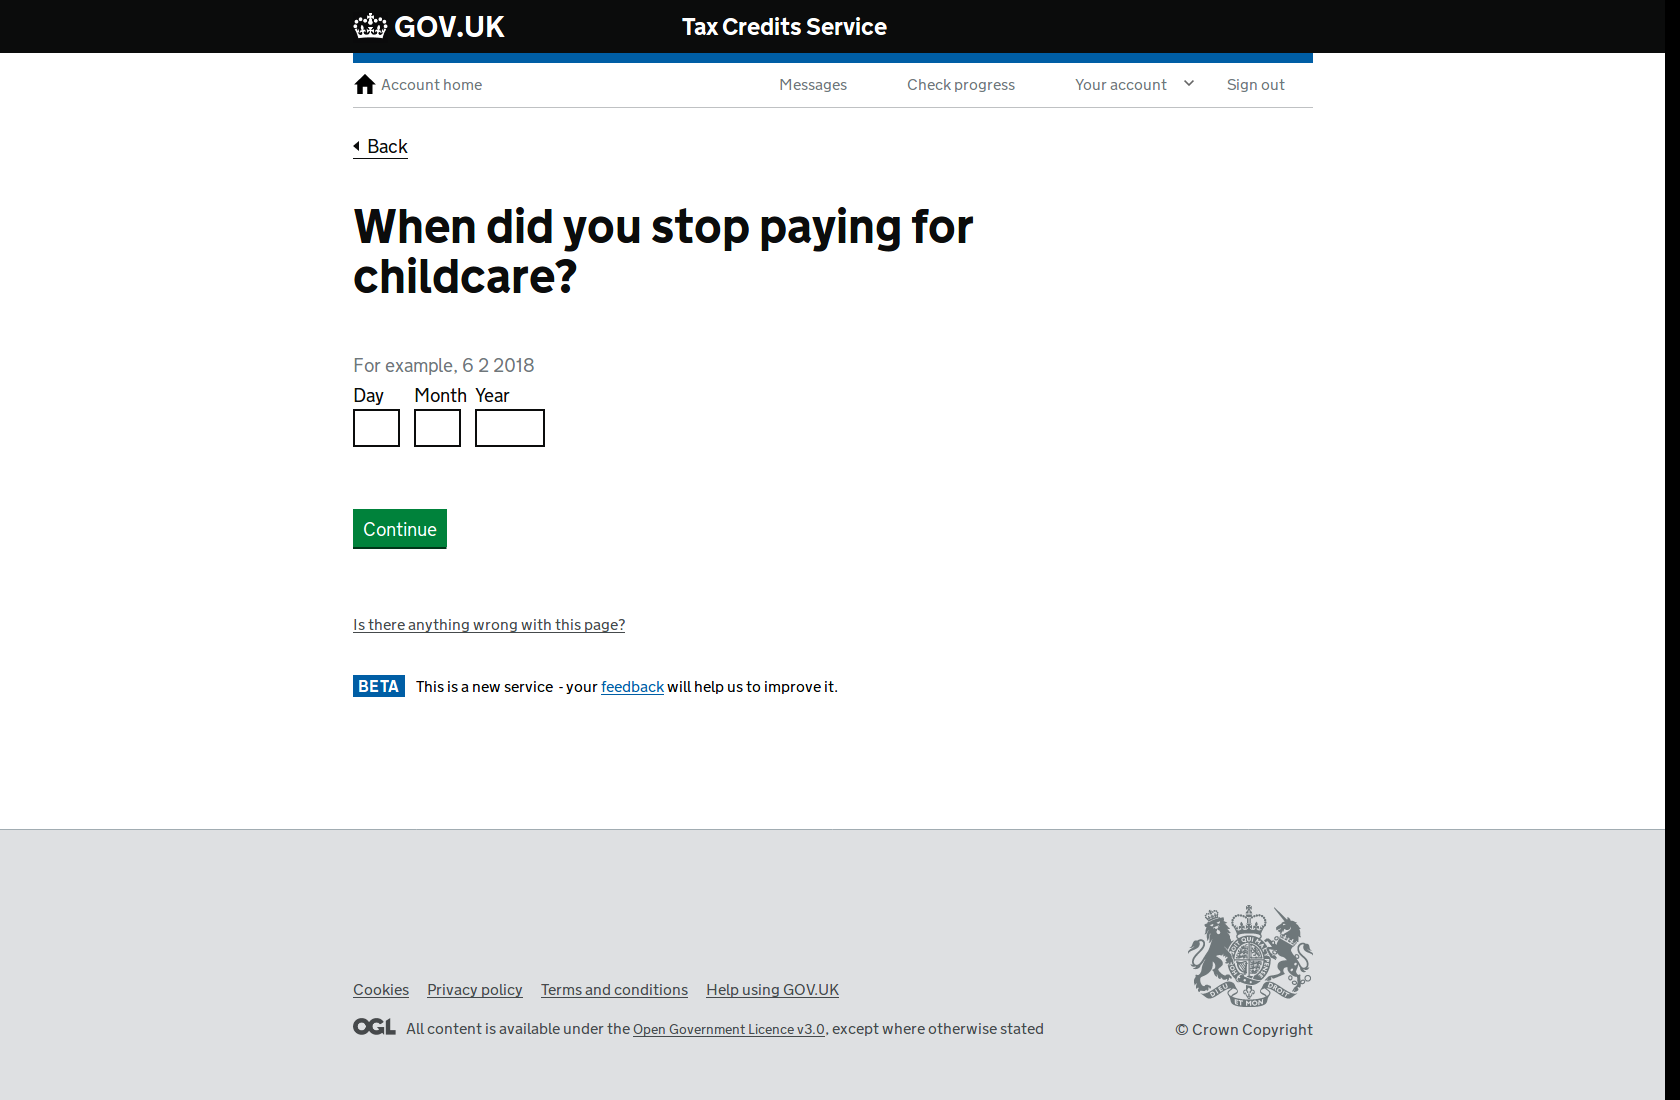 GOV.UK
Tax Credits Service
Account home
Messages
Check progress
Your account
Sign out
Back
When did you stop paying for
childcare?
For example, 6 2 2018
Day Month Year
Continue
Is there anything wrong with this page?
BETA This is a new service - your feedback will help us to improve it.
Cookies Privacy policy Terms and conditions Help using GOV.UK
OGL All content is available under the Open Government Licence v3.0, except where otherwise stated
© Crown Copyright